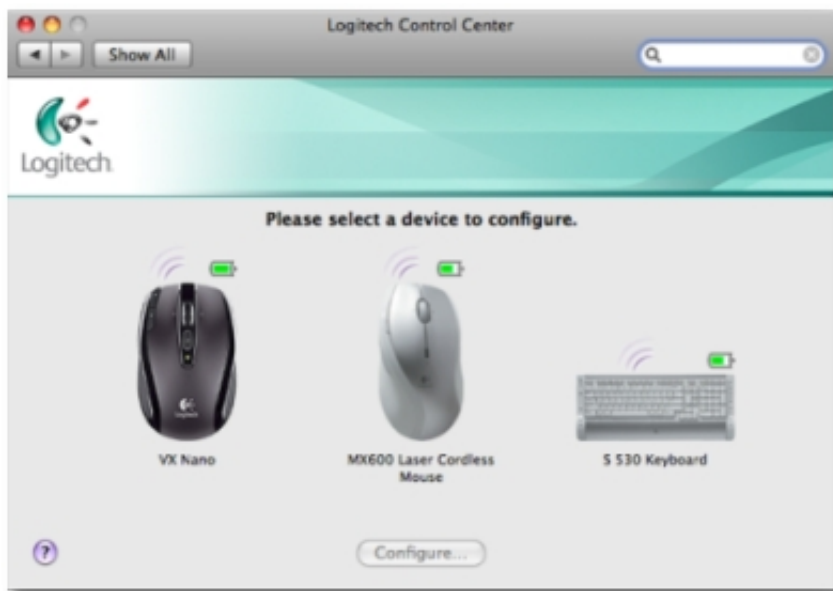 Logitech Control Center
Show All
Logitech
Please select a device to configure.
VX Nano
MX600 Laser Cordless
Mouse
S 530 Keyboard
?
Configure...